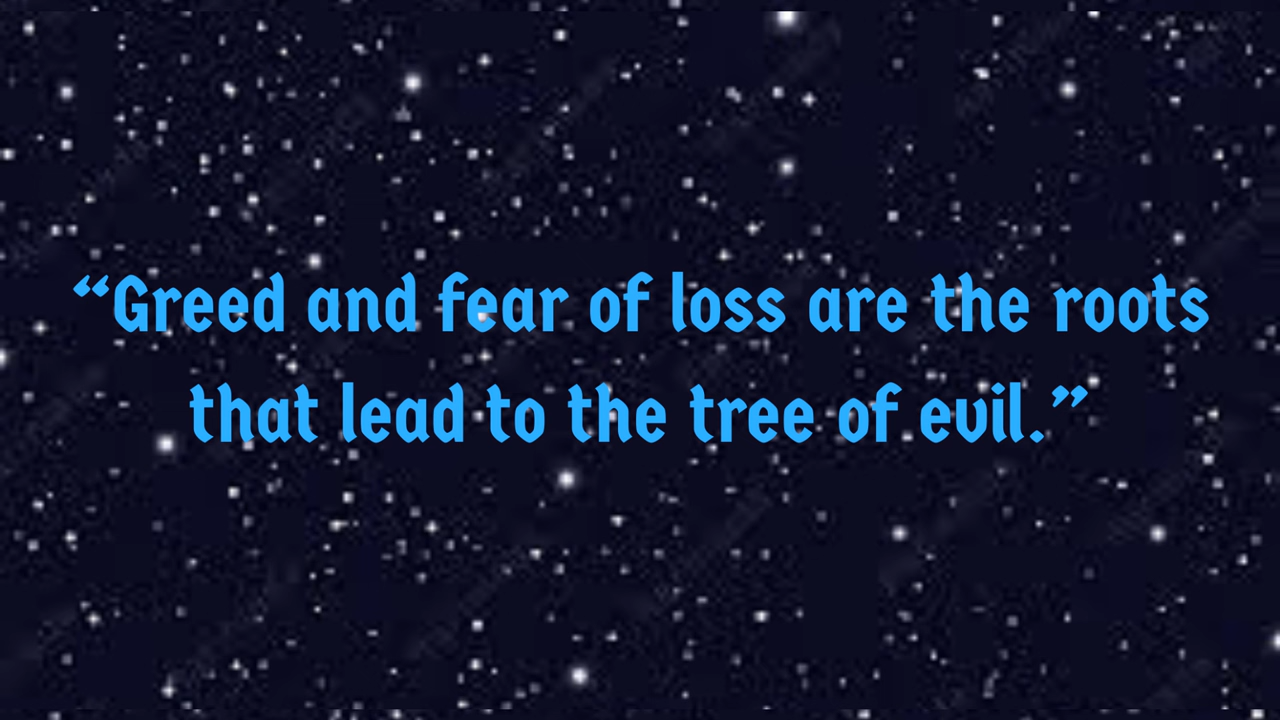 “Greed and fear of loss are the roots
that lead to the tree of evil.”